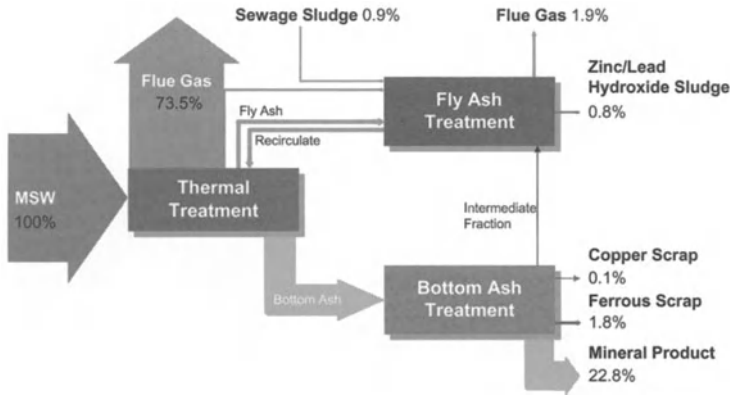 Sewage Sludge 0.9%
Flue Gas 1.9%
Flue Gas
73.5%
Zinc/Lead
Hydroxide Sludge
0.8%
Fly Ash
Treatment
Fly Ash
Recirculate
MSW
100%
Thermal
Treatment
Intermediate
Fraction
Bottom Ash
Bottom Ash
Treatment
Copper Scrap
0.1%
Ferrous Scrap
1.8%
Mineral Product
22.8%